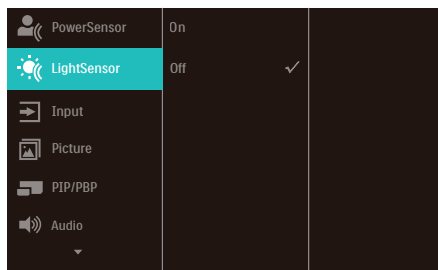 PowerSensor
On
LightSensor
Off
Input
Picture
PIP/PBP
Audio